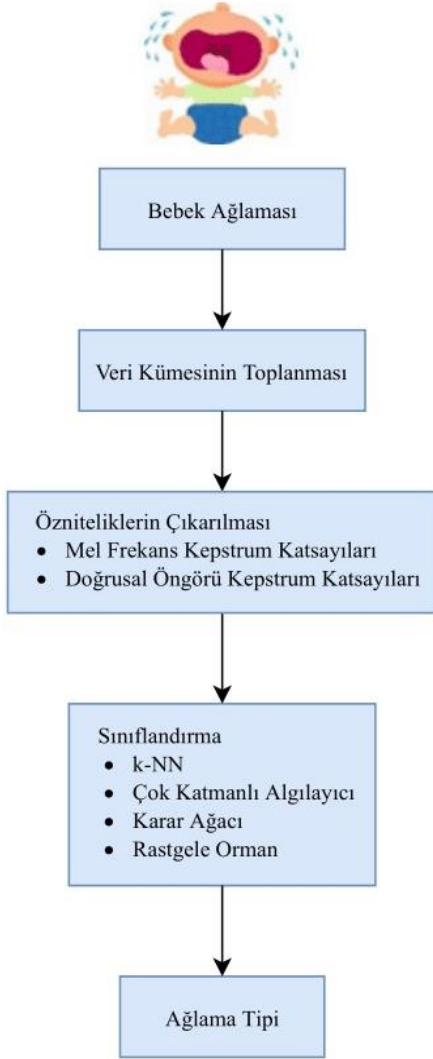 Bebek Ağlaması
Veri Kümesinin Toplanması
Özniteliklerin Çıkarılması
• Mel Frekans Kepstrum Katsayıları
• Doğrusal Öngörü Kepstrum Katsayıları
Sınıflandırma
• k-NN
• Çok Katmanlı Algılayıcı
• Karar Ağacı
• Rastgele Orman
Ağlama Tipi